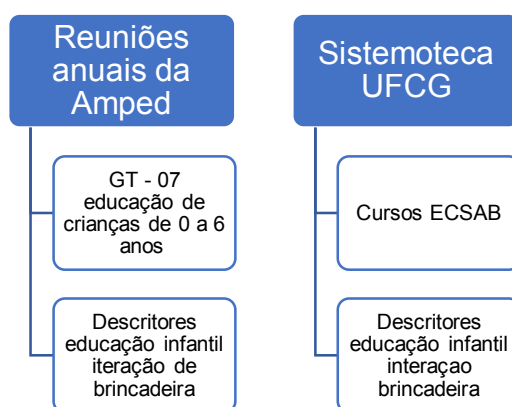 Reuniões
anuais da
Amped
GT - 07
educação de
crianças de 0 a 6
anos
Descritores
educação infantil
iteração de
brincadeira
Sistemoteca
UFCG
Cursos ECSAB
Descritores
educação infantil
interaçao
brincadeira